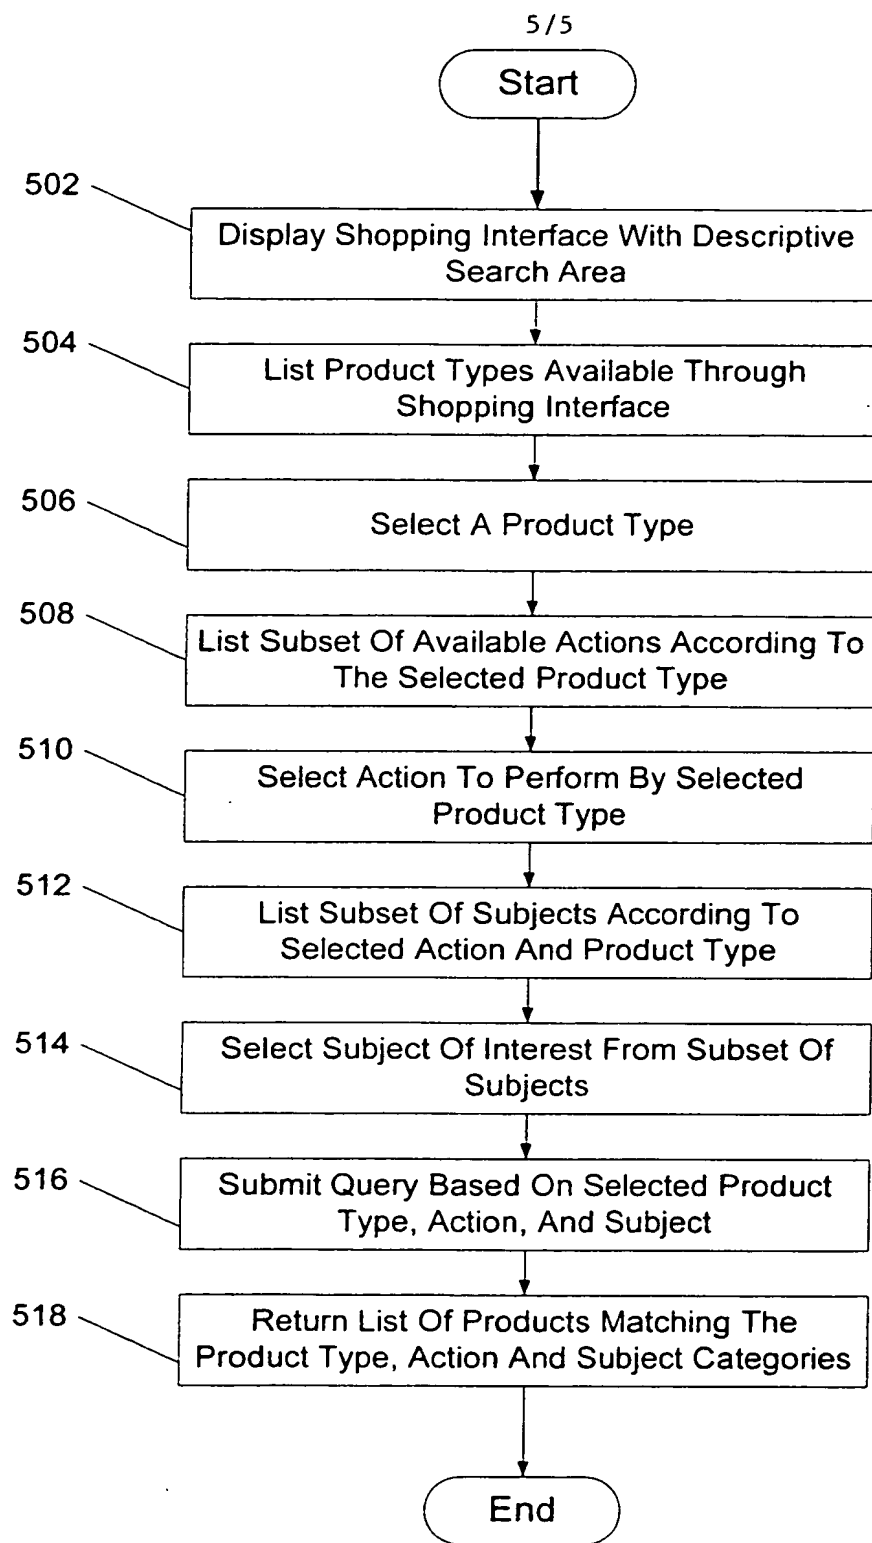 5/5
Start
502
Display Shopping Interface With Descriptive
Search Area
504
List Product Types Available Through
Shopping Interface
506
Select A Product Type
508
List Subset Of Available Actions According To
The Selected Product Type
510
Select Action To Perform By Selected
Product Type
512
List Subset Of Subjects According To
Selected Action And Product Type
514
Select Subject Of Interest From Subset Of
Subjects
516
Submit Query Based On Selected Product
Type, Action, And Subject
518
Return List Of Products Matching The
Product Type, Action And Subject Categories
End